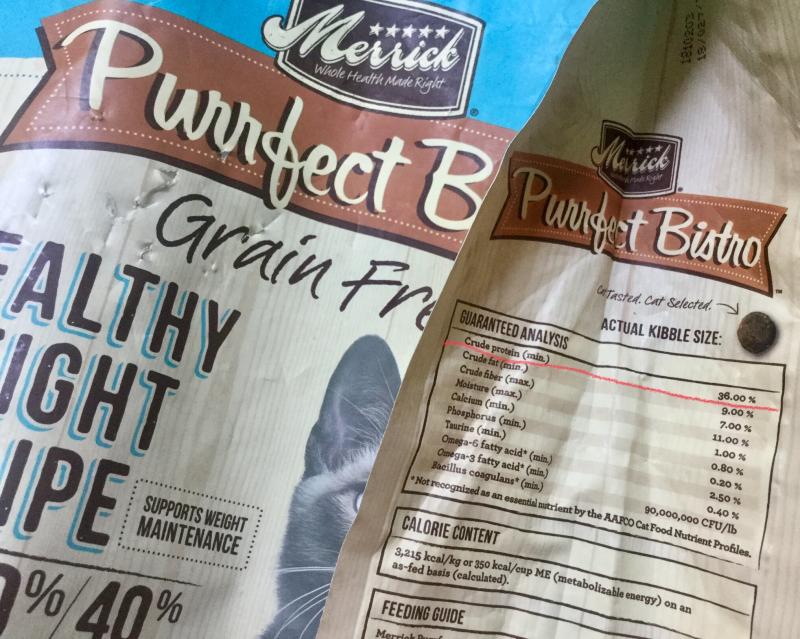 Merrick
Whole Health Made Right
Purrfect B
Grain Fre
EALTHY
IGHT
IPE
SUPPORTS WEIGHT
MAINTENANCE
0%/40%
Merrick
Purrfect Bistro™
Cat Tasted. Cat Selected.
ACTUAL KIBBLE SIZE:
GUARANTEED ANALYSIS
Crude protein (min.) 36.00 %
Crude fat (min.) 9.00 %
Crude fiber (max.) 7.00 %
Moisture (max.) 11.00 %
Calcium (min.) 1.00 %
Phosphorus (min.) 0.80 %
Taurine (min.) 0.20 %
Omega-6 fatty acid* (min.) 2.50 %
Omega-3 fatty acid* (min.) 0.40 %
Bacillus coagulans* (min.) 90,000,000 CFU/lb
*Not recognized as an essential nutrient by the AAFCO Cat Food Nutrient Profiles.
CALORIE CONTENT
3,215 kcal/kg or 350 kcal/cup ME (metabolizable energy) on an
as-fed basis (calculated).
FEEDING GUIDE